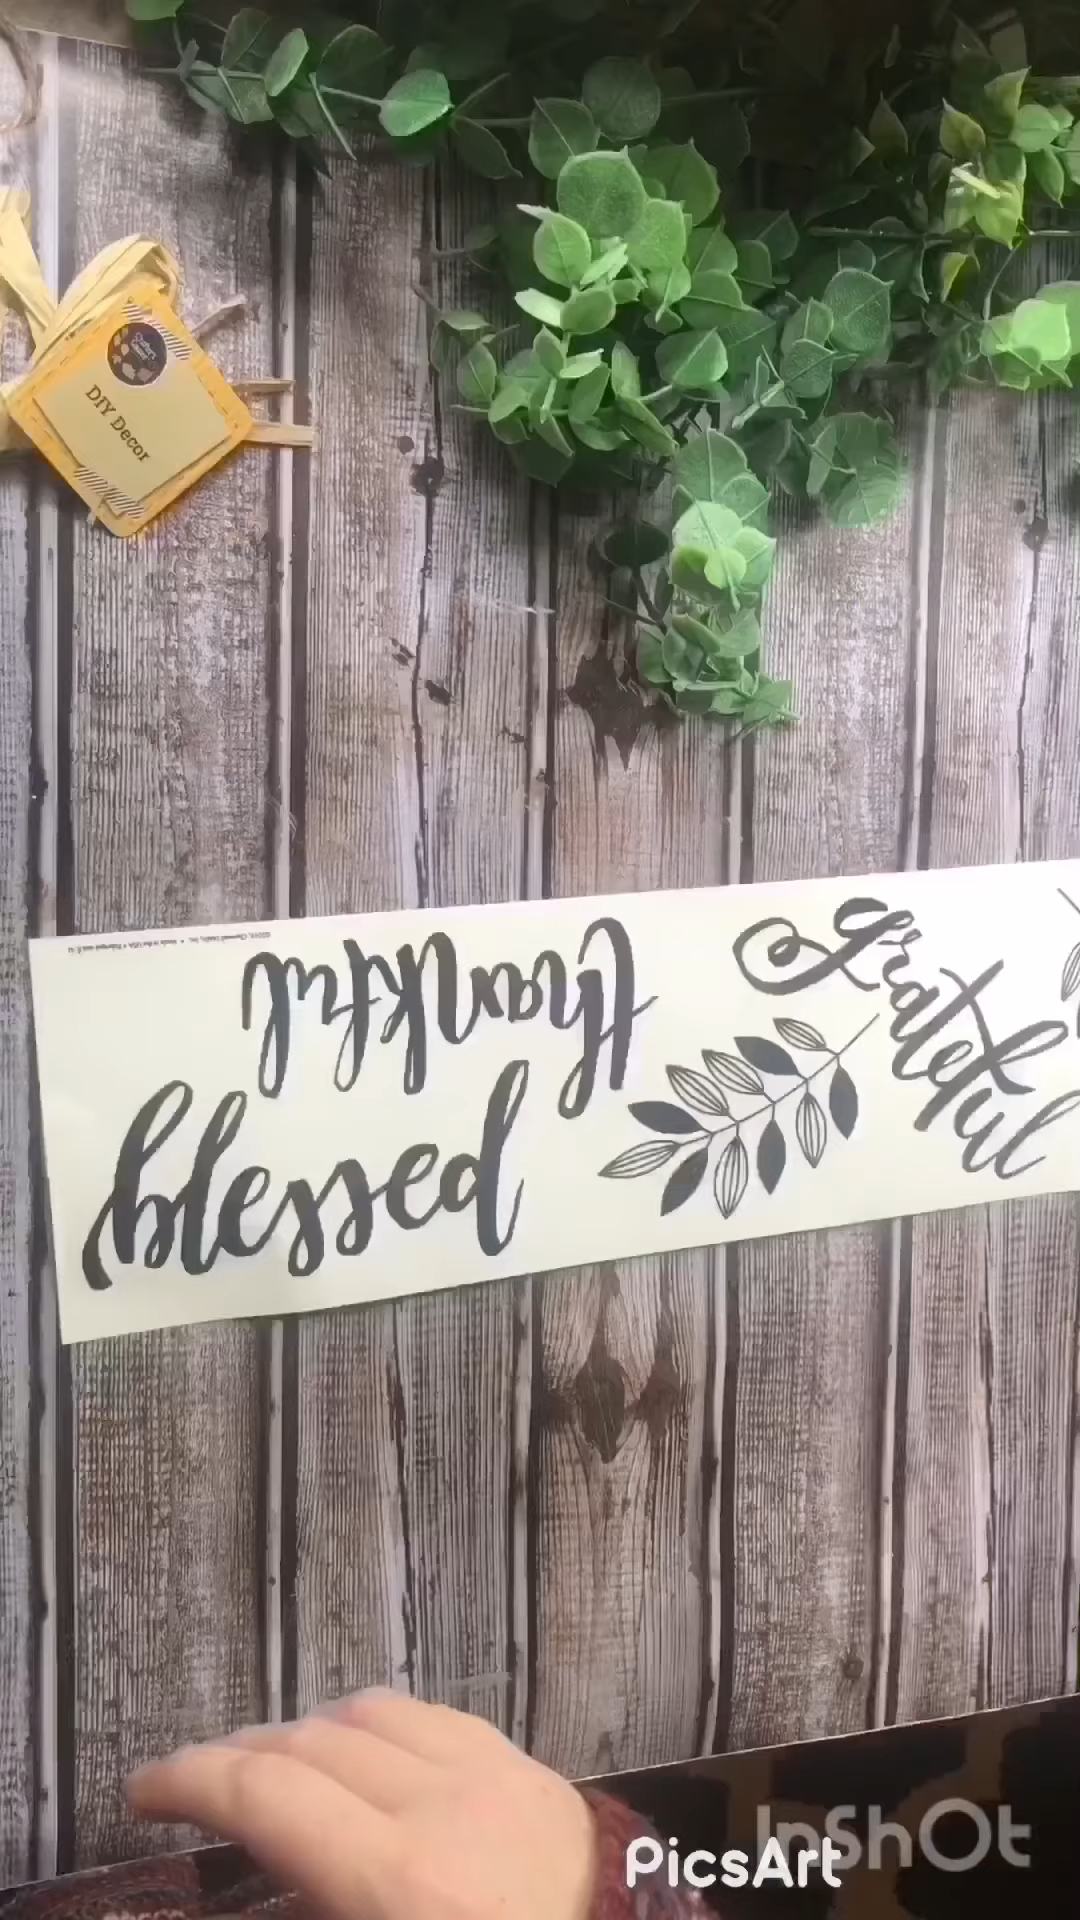 DIY Decor
thankful
grateful
blessed
InShOt
PicsArt